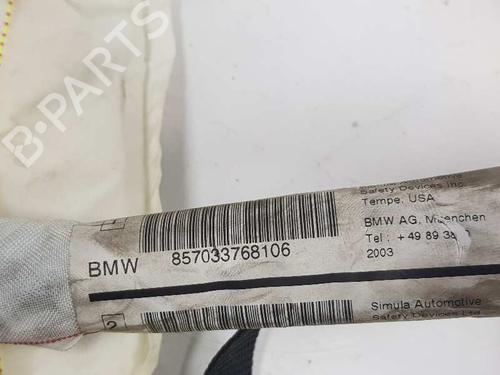 B-PARTS
Safety Devices Inc.
Tempe, USA
BMW AG, Muenchen
Tel : + 49 89 38
2003
BMW 857033768106
2
Simula Automotive
Safety Devices Ltd